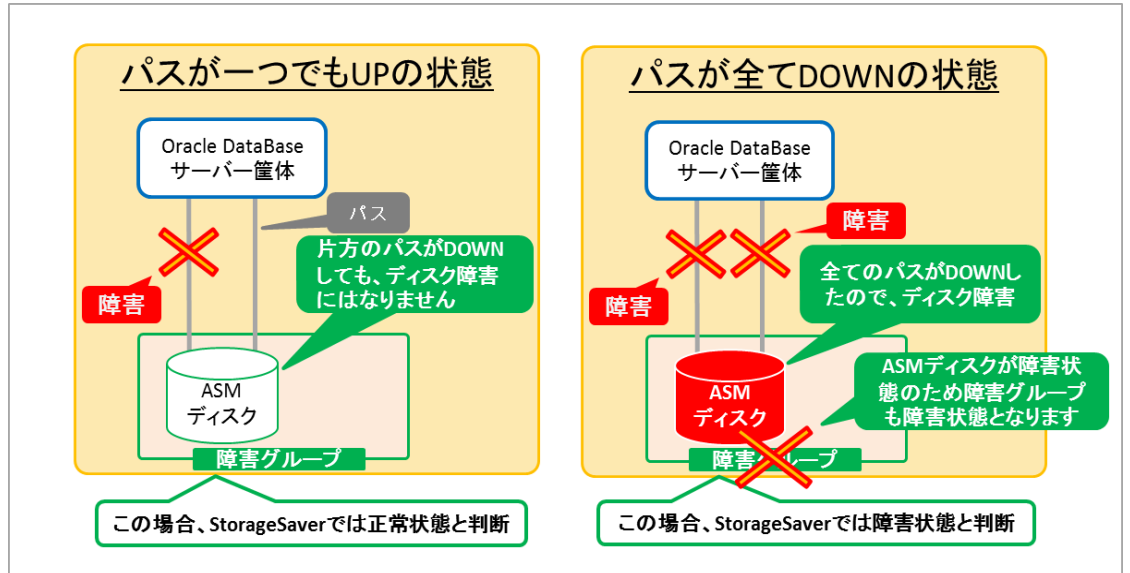 パスが一つでもUPの状態
Oracle DataBase
サーバー筐体
パス
片方のパスがDOWN
しても、ディスク障害
にはなりません
障害
ASM
ディスク
障害グループ
この場合、StorageSaverでは正常状態と判断
パスが全てDOWNの状態
Oracle DataBase
サーバー筐体
障害
障害
全てのパスがDOWNし
たので、ディスク障害
ASMディスクが障害状
態のため障害グループ
も障害状態となります
ASM
ディスク
障害グループ
この場合、StorageSaverでは障害状態と判断